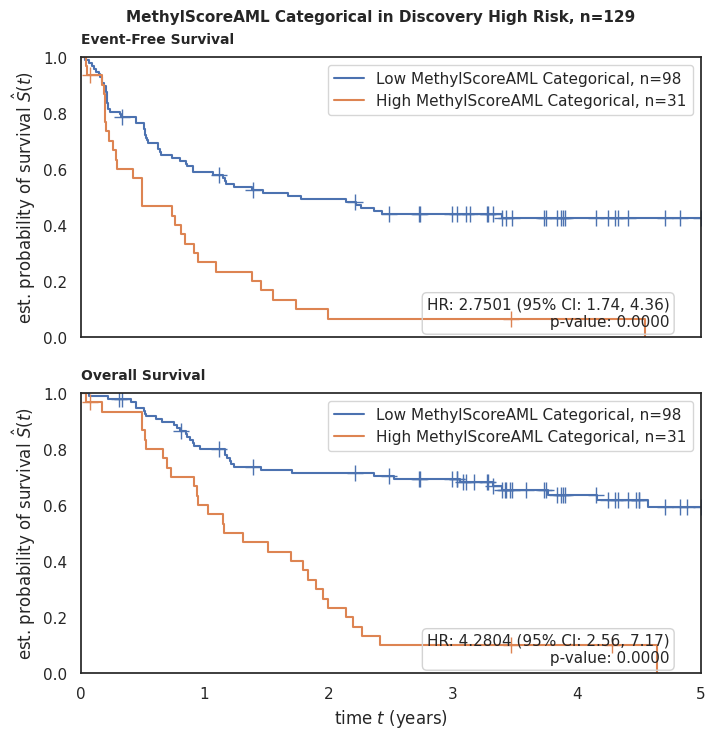 MethylScoreAML Categorical in Discovery High Risk, n=129
Event-Free Survival
1.0
0.8
0.6
0.4
0.2
0.0
est. probability of survival Ŝ(t)
Low MethylScoreAML Categorical, n=98
High MethylScoreAML Categorical, n=31
HR: 2.7501 (95% CI: 1.74, 4.36)
p-value: 0.0000
Overall Survival
1.0
0.8
0.6
0.4
0.2
0.0
est. probability of survival Ŝ(t)
Low MethylScoreAML Categorical, n=98
High MethylScoreAML Categorical, n=31
HR: 4.2804 (95% CI: 2.56, 7.17)
p-value: 0.0000
0 1 2 3 4 5
time t (years)